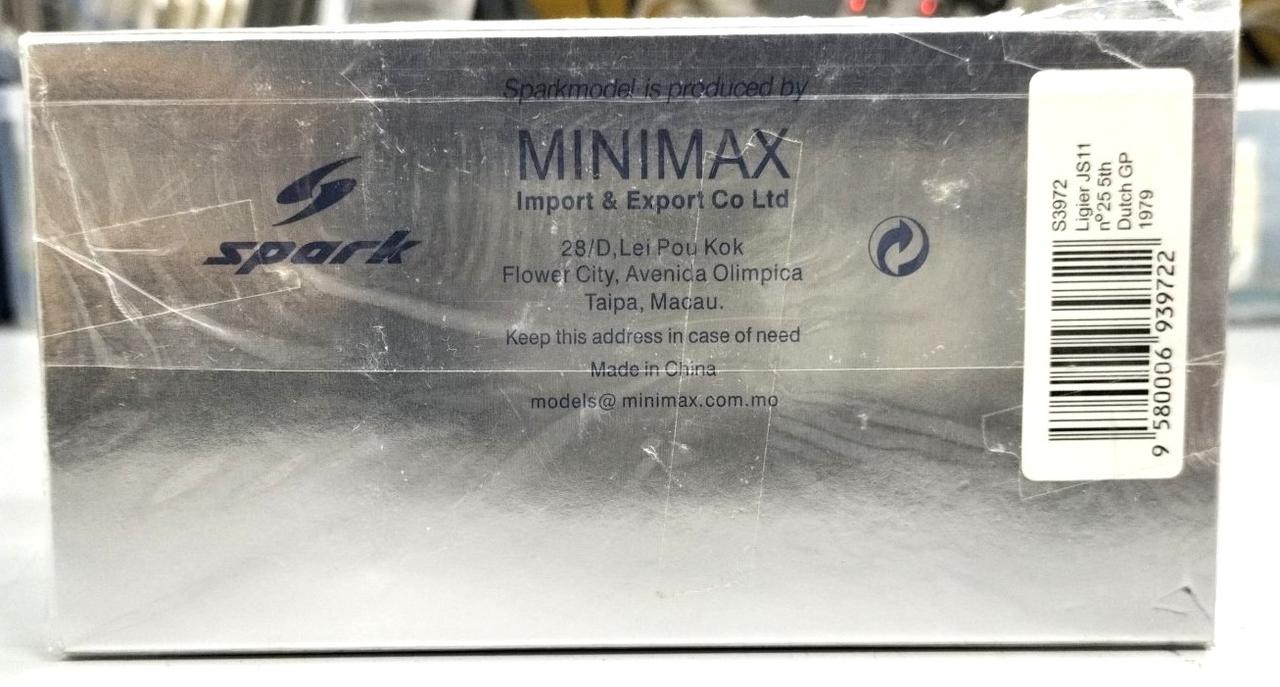 Sparkmodel is produced by
MINIMAX
Import & Export Co Ltd
spark
28/D,Lei Pou Kok
Flower City, Avenida Olimpica
Taipa, Macau.
Keep this address in case of need
Made in China
models@ minimax.com.mo
S3972
Ligier JS11
nº25 5th
Dutch GP
1979
9 580006 939722